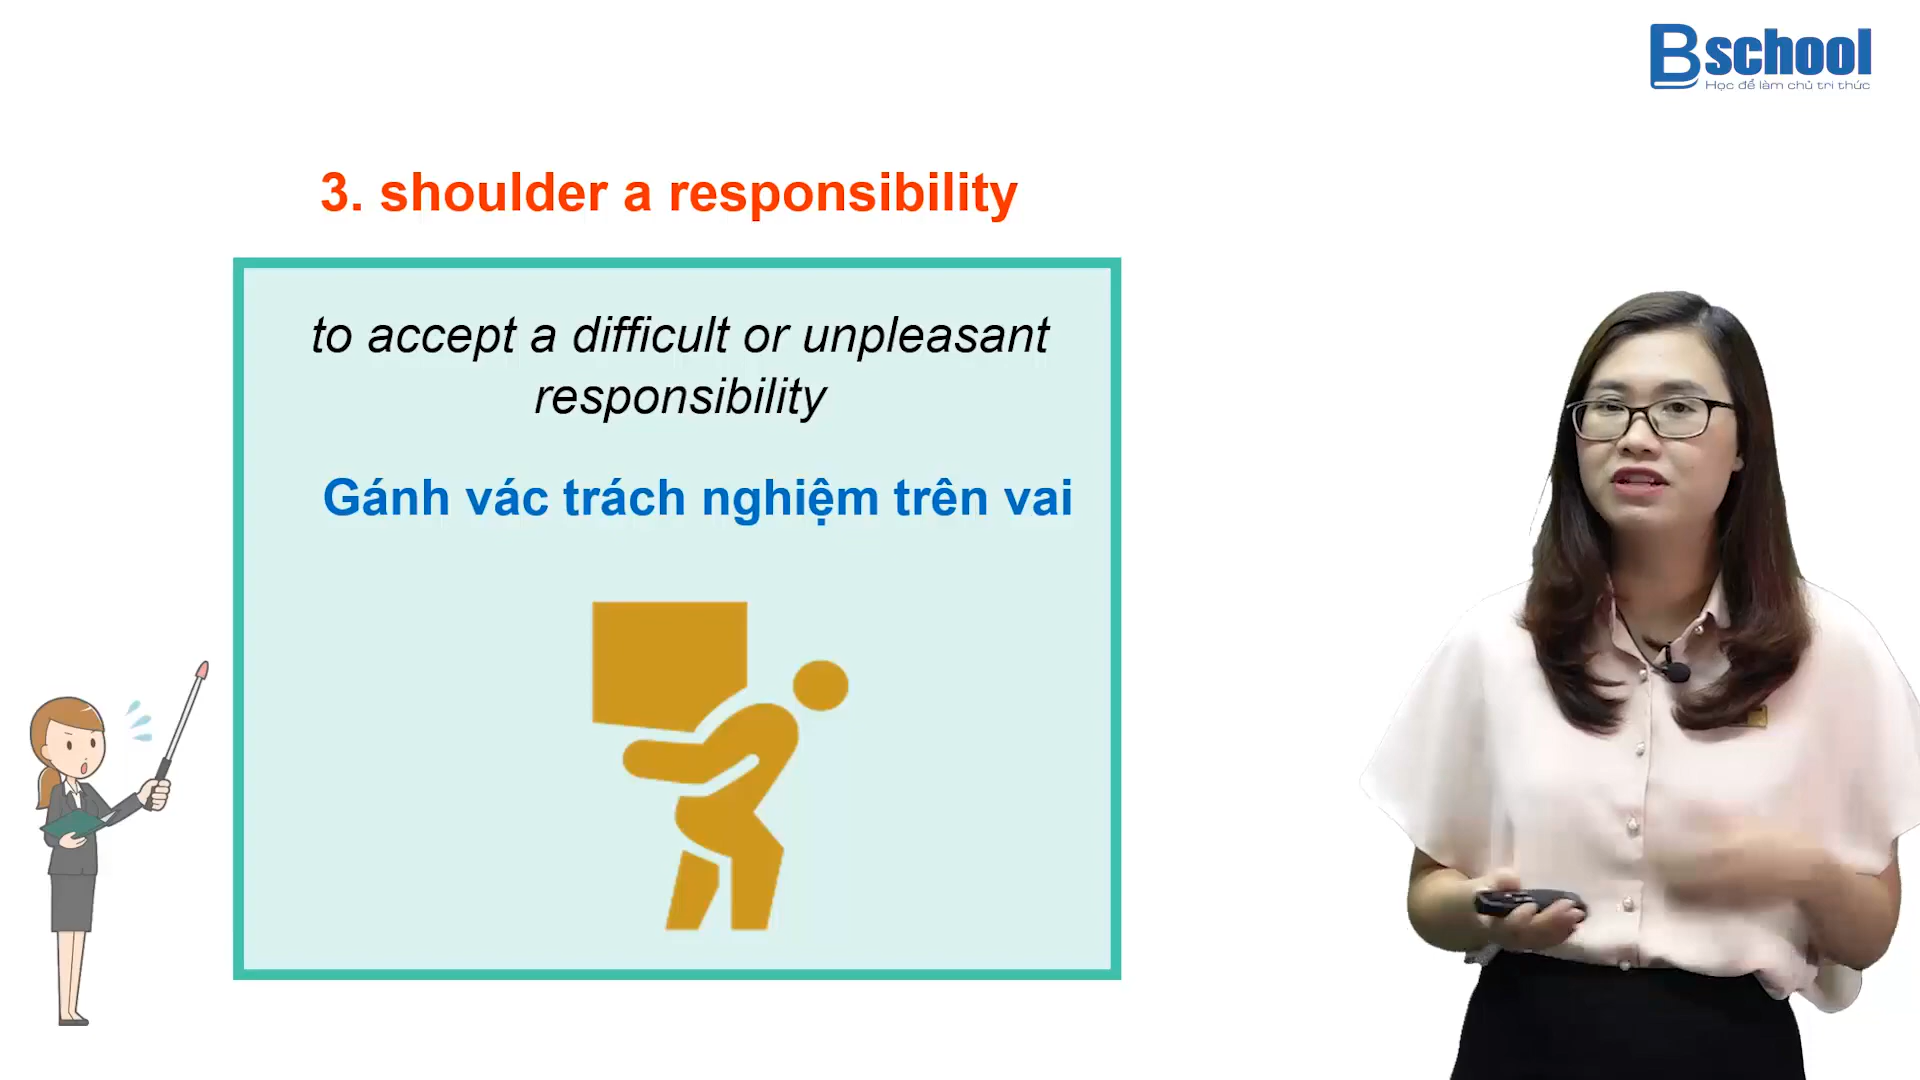 Bschool
Học để làm chủ tri thức
3. shoulder a responsibility
to accept a difficult or unpleasant
responsibility
Gánh vác trách nghiệm trên vai